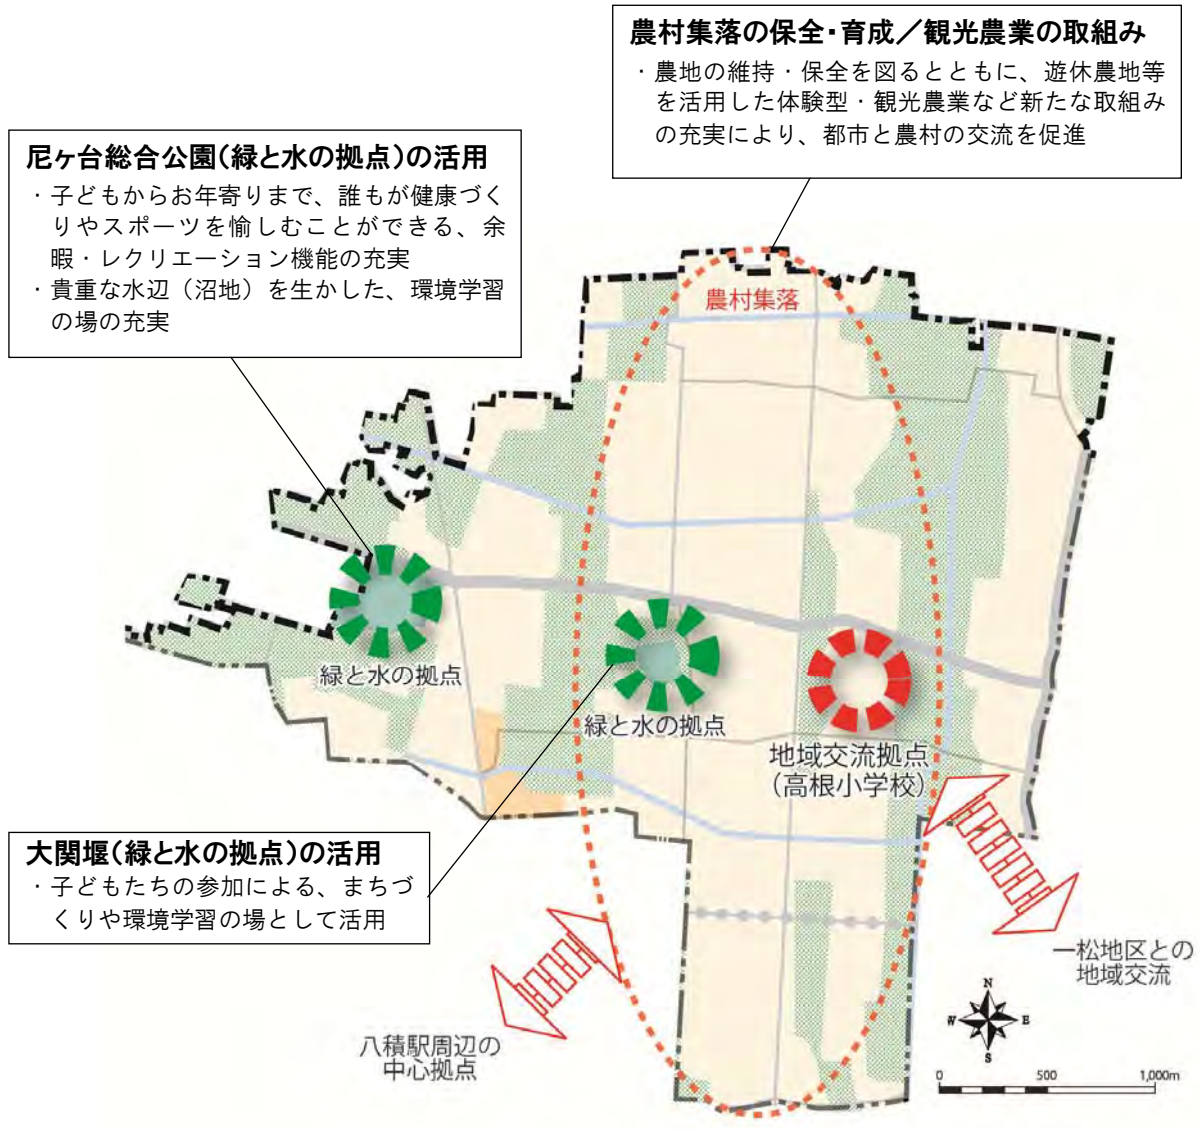 農村集落の保全・育成／観光農業の取組み
・農地の維持・保全を図るとともに、遊休農地等
を活用した体験型・観光農業など新たな取組み
の充実により、都市と農村の交流を促進
尼ヶ台総合公園(緑と水の拠点)の活用
・子どもからお年寄りまで、誰もが健康づく
りやスポーツを愉しむことができる、余
暇・レクリエーション機能の充実
・貴重な水辺（沼地）を生かした、環境学習
の場の充実
農村集落
緑と水の拠点
緑と水の拠点
地域交流拠点
（高根小学校）
大関堰(緑と水の拠点)の活用
・子どもたちの参加による、まちづ
くりや環境学習の場として活用
一松地区との
地域交流
八積駅周辺の
中心拠点
N
W E
S
0 500 1,000m